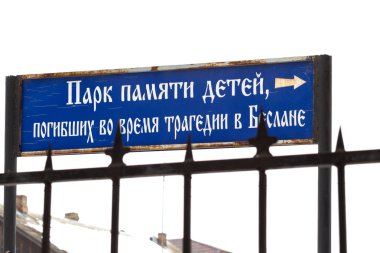 Парк памяти детей,
погибших во время трагедии в Беслане